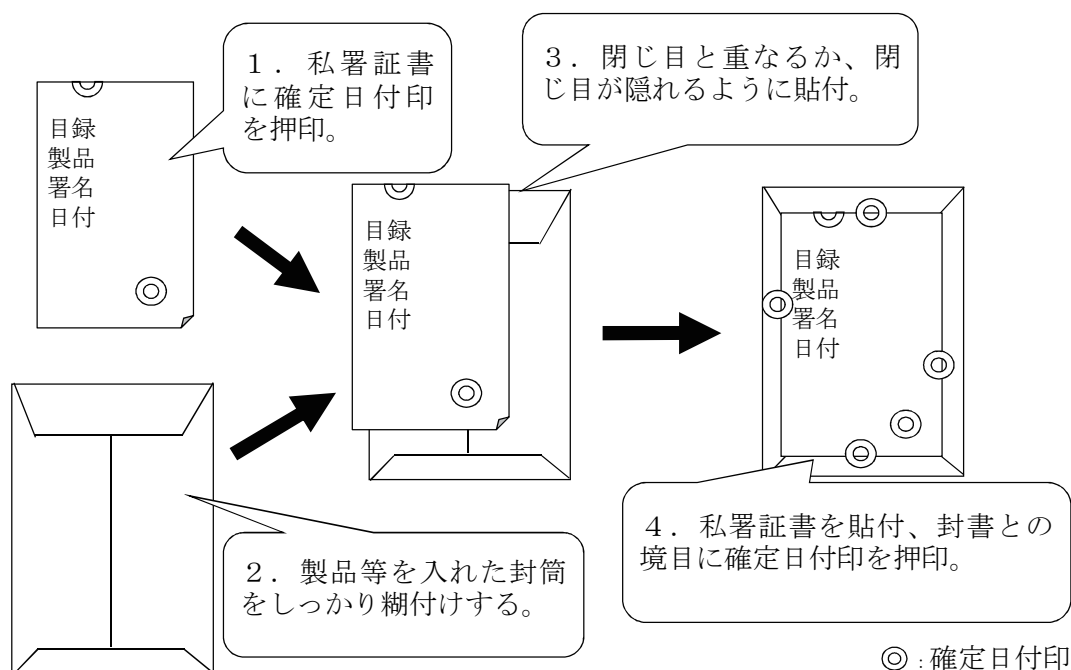 １．私署証書
に確定日付印
を押印。
目録
製品
署名
日付
２．製品等を入れた封筒
をしっかり糊付けする。
３．閉じ目と重なるか、閉
じ目が隠れるように貼付。
目録
製品
署名
日付
４．私署証書を貼付、封書との
境目に確定日付印を押印。
目録
製品
署名
日付
◎：確定日付印